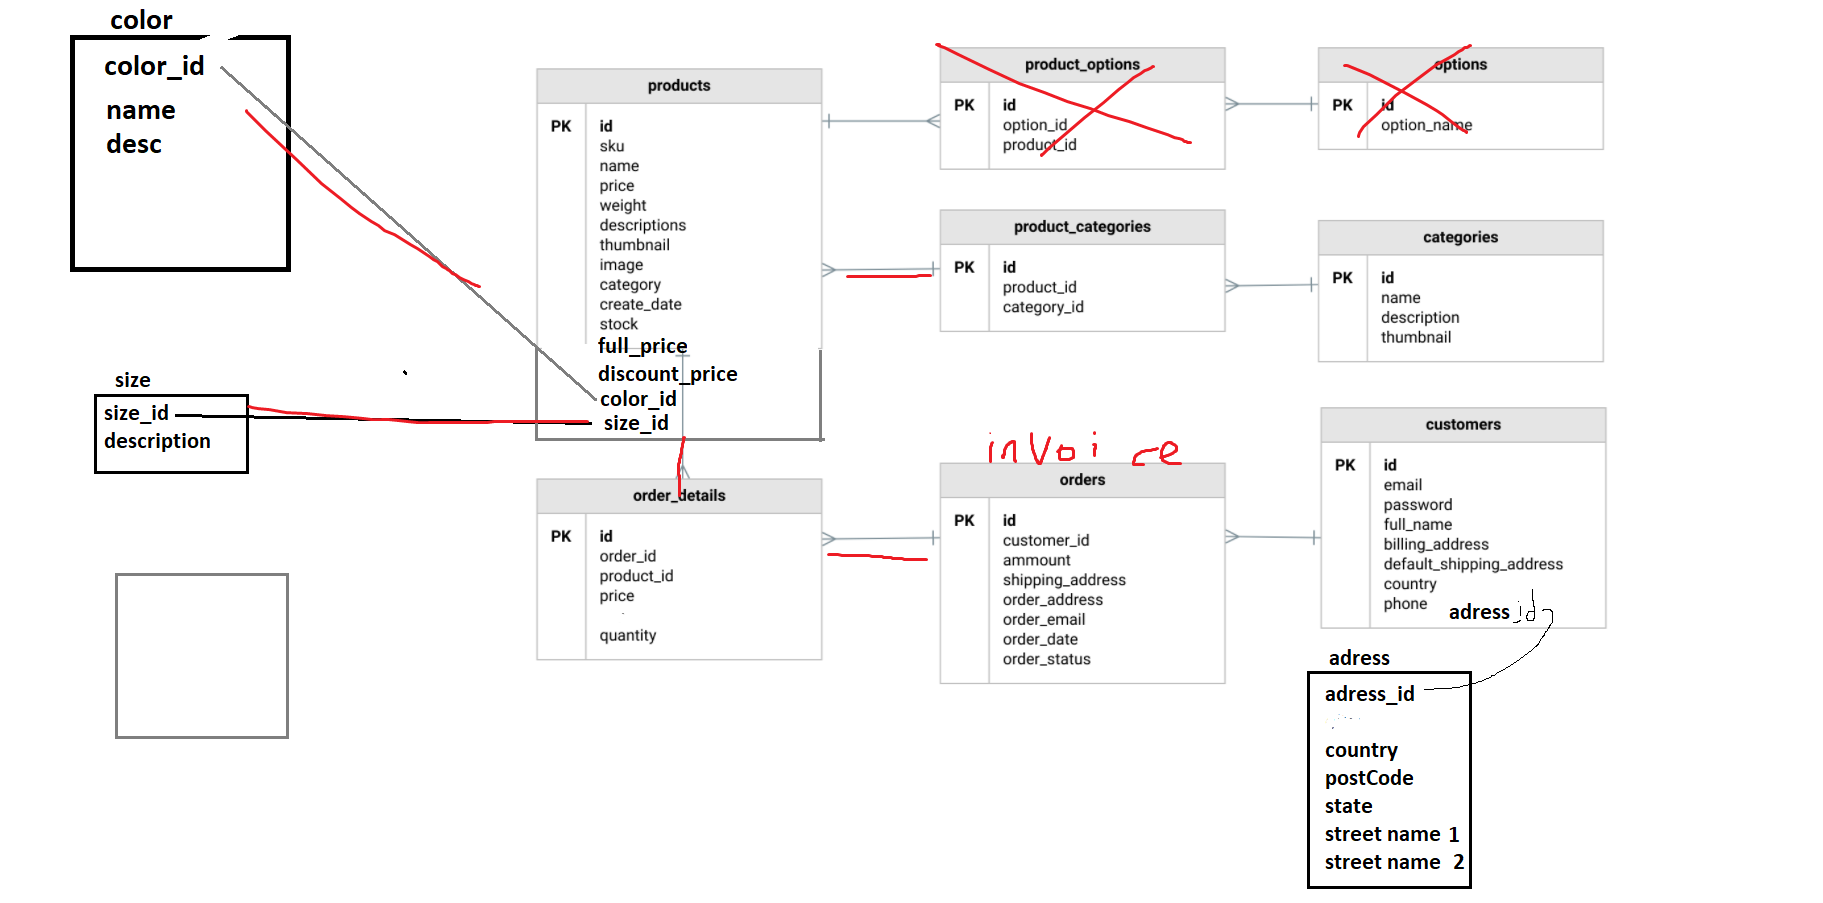 color
color_id
name
desc
size
size_id
description
products
PK id
sku
name
price
weight
descriptions
thumbnail
image
category
create_date
stock
full_price
discount_price
color_id
size_id
product_options
PK id
option_id
product_id
options
PK id
option_name
product_categories
PK id
product_id
category_id
categories
PK id
name
description
thumbnail
order_details
PK id
order_id
product_id
price
quantity
invoice
orders
PK id
customer_id
ammount
shipping_address
order_address
order_email
order_date
order_status
customers
PK id
email
password
full_name
billing_address
default_shipping_address
country
phone
adress_id
adress
adress_id
country
postCode
state
street name 1
street name 2